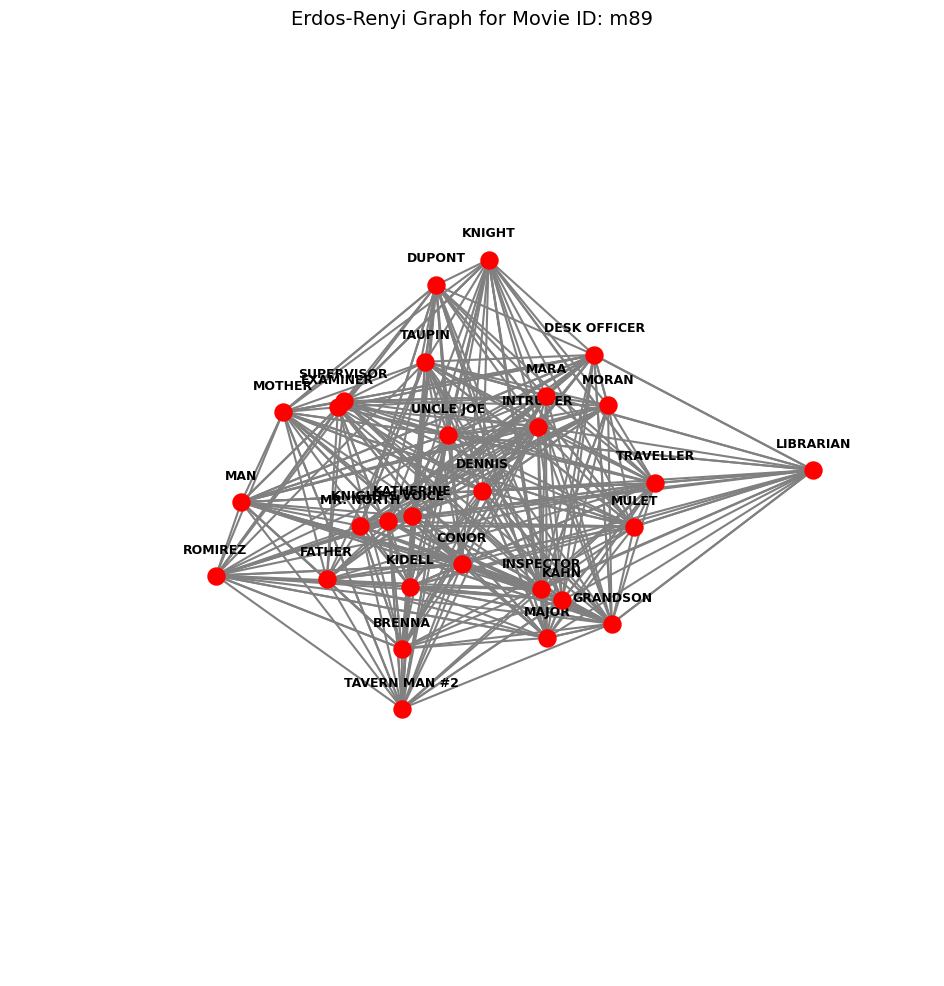 Erdos-Renyi Graph for Movie ID: m89
KNIGHT
DUPONT
DESK OFFICER
TAUPIN
MARA
SUPERVISOR
EXAMINER
MORAN
MOTHER
INTRUDER
UNCLE JOE
LIBRARIAN
TRAVELLER
DENNIS
MAN
KATHERINE
VOICE
MR. NORTH
MULET
CONOR
ROMIREZ
FATHER
KIDELL
INSPECTOR
KAHN
GRANDSON
MAJOR
BRENNA
TAVERN MAN #2